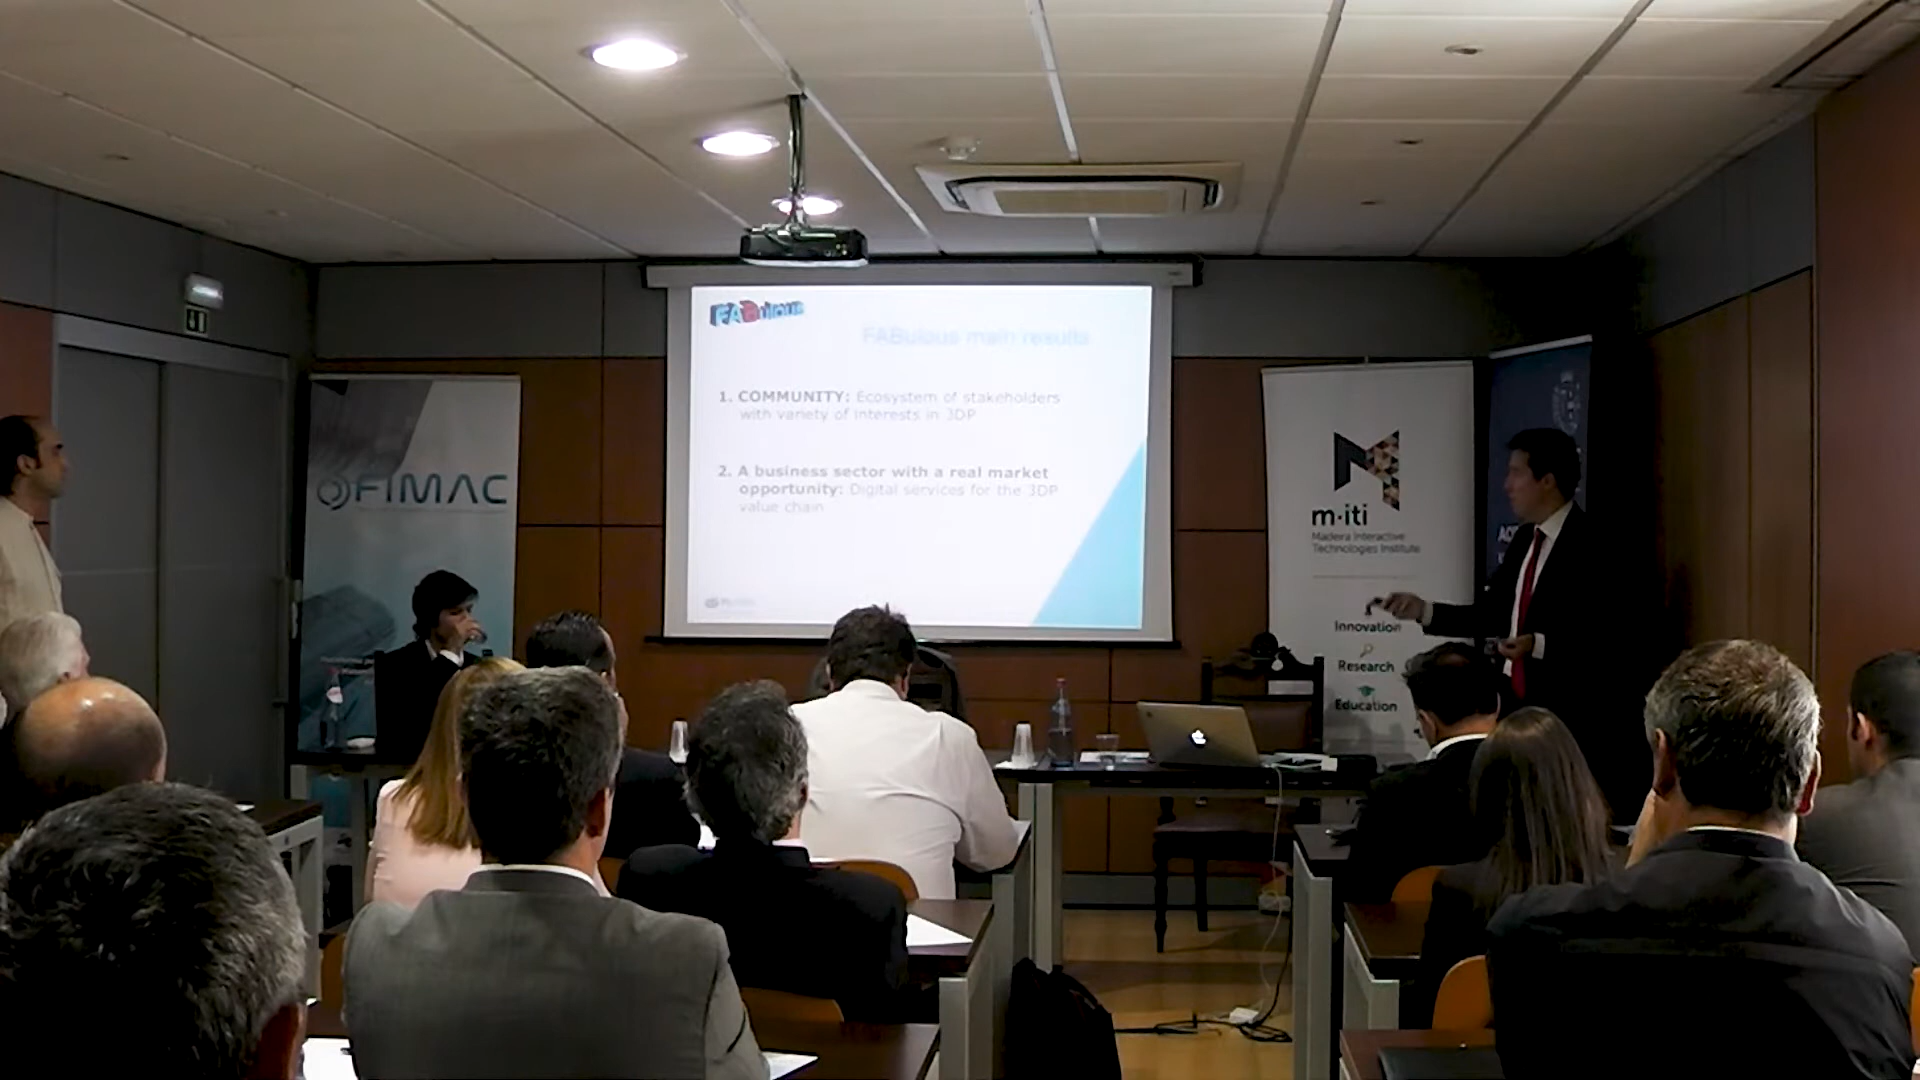 FABulous
FABulous main results
1. COMMUNITY: Ecosystem of stakeholders
with variety of interests in 3DP
2. A business sector with a real market
opportunity: Digital services for the 3DP
value chain
FIMAC
m·iti
Madeira Interactive
Technologies Institute
Innovation
Research
Education